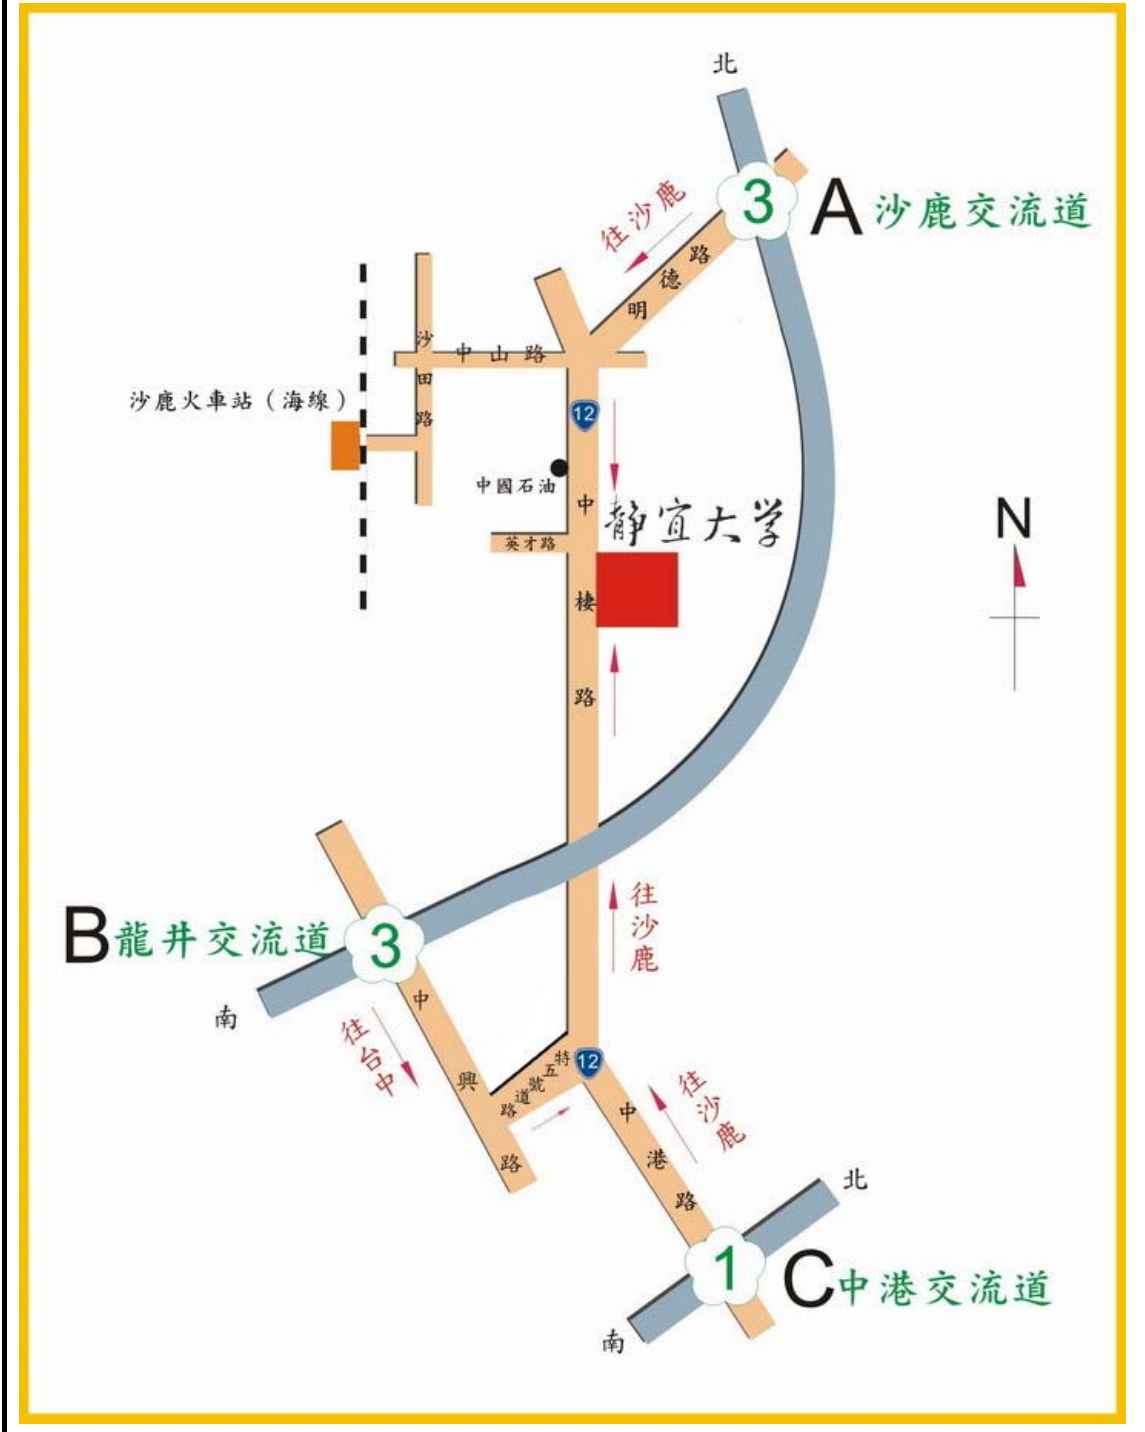 北
3
A 沙鹿交流道
往沙鹿
明德路
沙田路
中山路
沙鹿火車站（海線）
12
中國石油
静宜大学
N
英才路
中棲路
B 龍井交流道
3
往沙鹿
南
往台中
中興路
特五號道路
12
往沙鹿
中港路
北
1
C 中港交流道
南